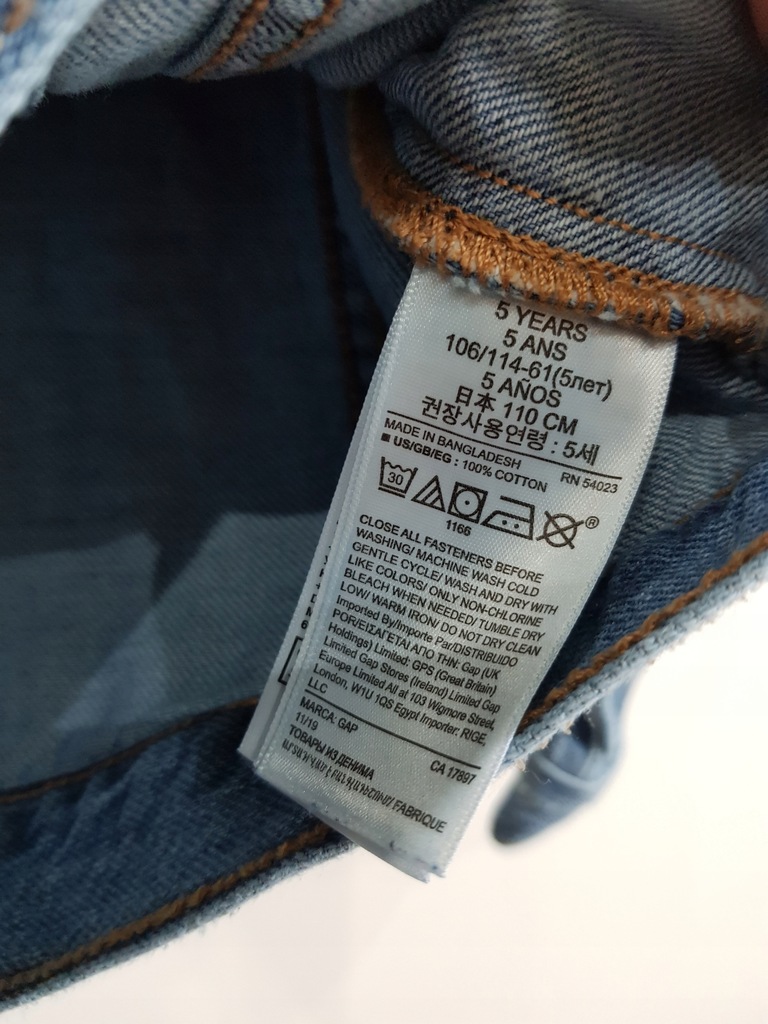 5 YEARS
5 ANS
106/114-61(5лет)
5 AÑOS
日本 110 CM
권장사용연령 : 5세
MADE IN BANGLADESH RN 54023
■ US/GB/EG : 100% COTTON
30
®
1166
CLOSE ALL FASTENERS BEFORE
WASHING/ MACHINE WASH COLD
GENTLE CYCLE/ WASH AND DRY WITH
LIKE COLORS/ ONLY NON-CHLORINE
BLEACH WHEN NEEDED/ TUMBLE DRY
LOW/ WARM IRON/ DO NOT DRY CLEAN
Imported By/Importe Par/DISTRIBUIDO
POR/ΕΙΣΑΓΕΤΑΙ ΑΠΟ ΤΗΝ: Gap (UK
Holdings) Limited: GPS (Great Britain)
Limited Gap Stores (Ireland) Limited Gap
Europe Limited All at 103 Wigmore Street,
London, W1U 1QS Egypt Importer: RIGE,
LLC
MARCA: GAP
11/19 CA 17897
ТОВАРЫ ИЗ ДЕНИМА
FABRIQUE